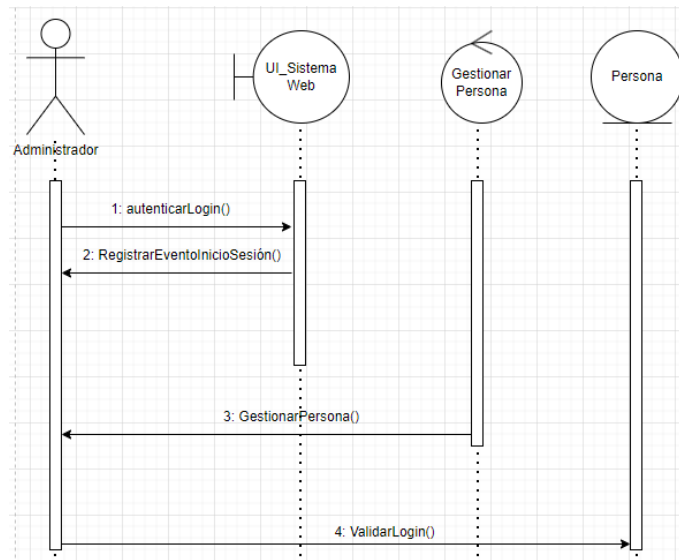 UI_Sistema
Web
Gestionar
Persona
Persona
Administrador
1: autenticarLogin()
2: RegistrarEventoInicioSesión()
3: GestionarPersona()
4: ValidarLogin()